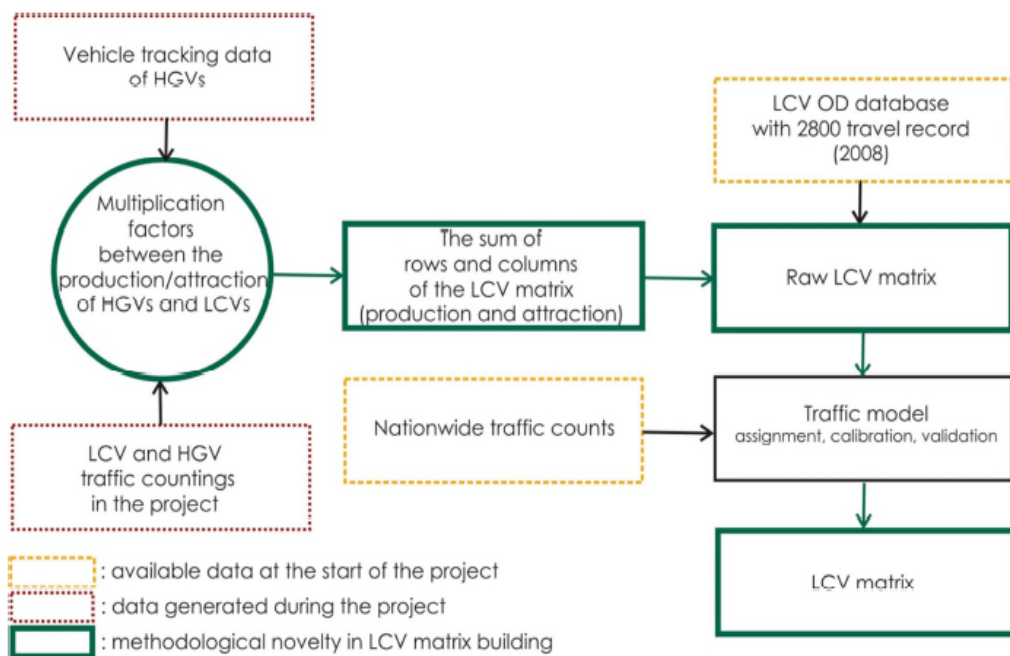 Vehicle tracking data
of HGVs
LCV OD database
with 2800 travel record
(2008)
Multiplication
factors
between the
production/attraction
of HGVs and LCVs
The sum of
rows and columns
of the LCV matrix
(production and attraction)
Raw LCV matrix
Nationwide traffic counts
Traffic model
assignment, calibration, validation
LCV and HGV
traffic countings
in the project
LCV matrix
: available data at the start of the project
: data generated during the project
: methodological novelty in LCV matrix building